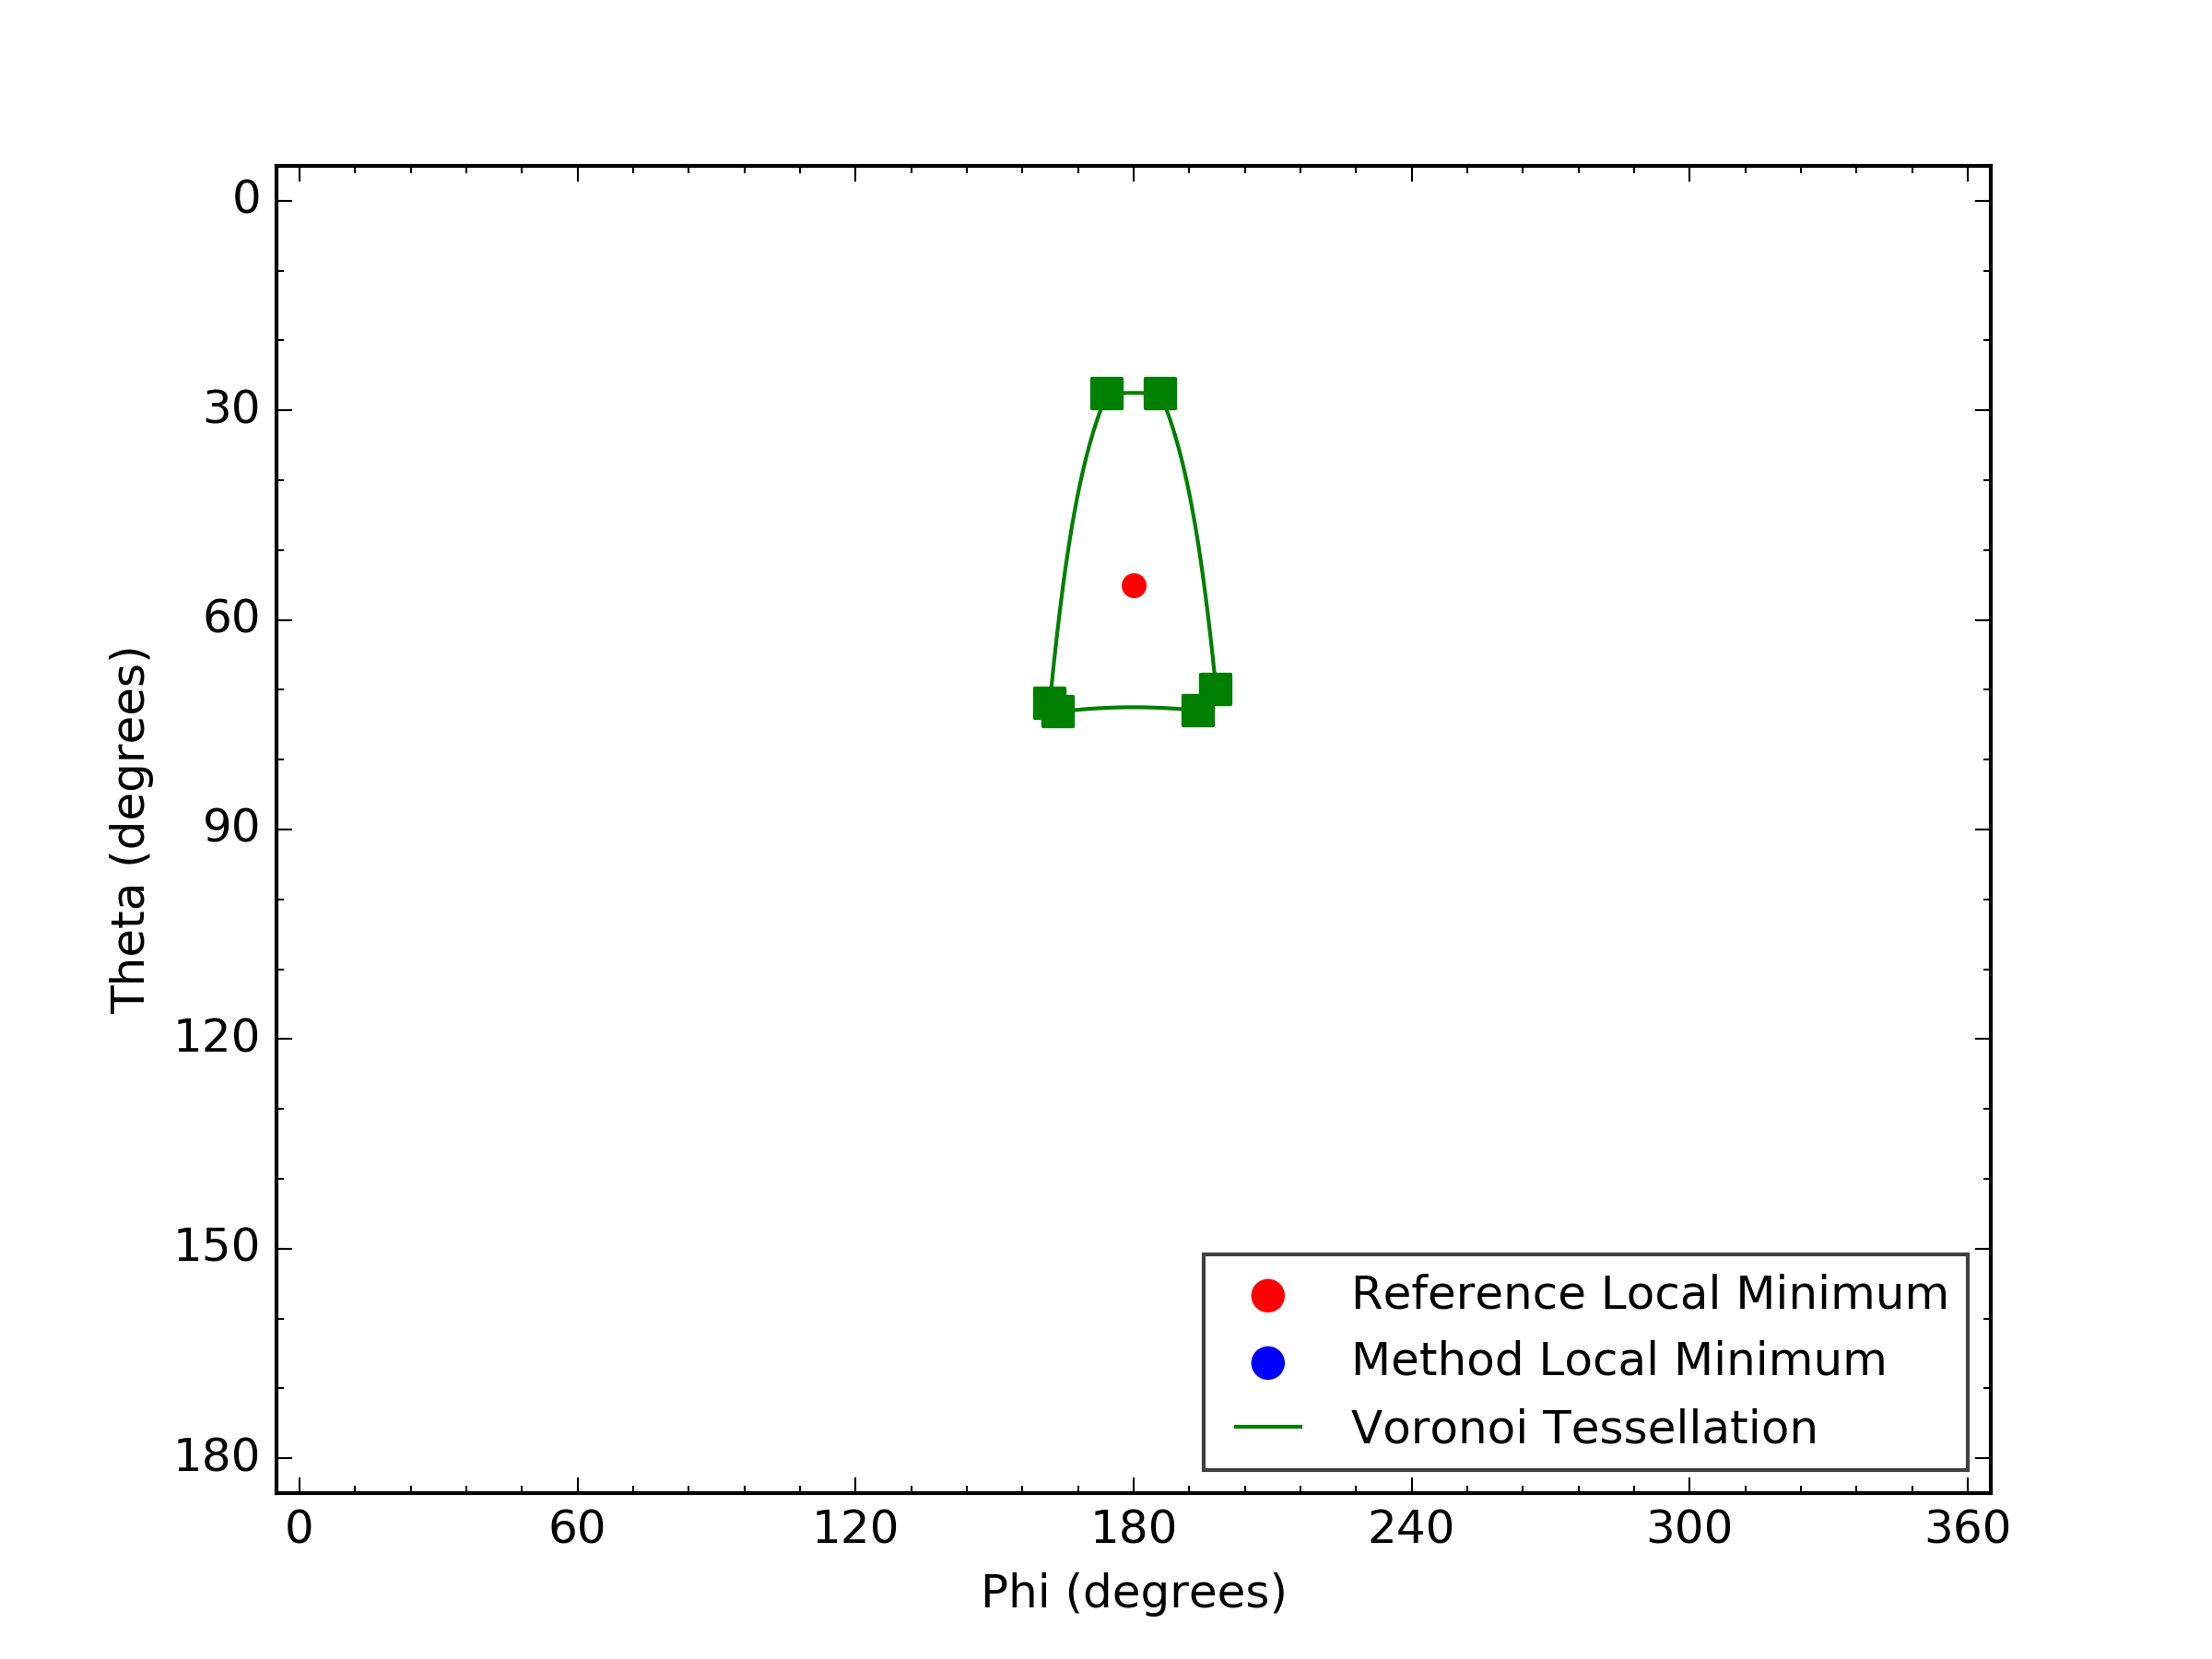 0
30
60
90
120
150
180
Theta (degrees)
Reference Local Minimum
Method Local Minimum
Voronoi Tessellation
0 60 120 180 240 300 360
Phi (degrees)